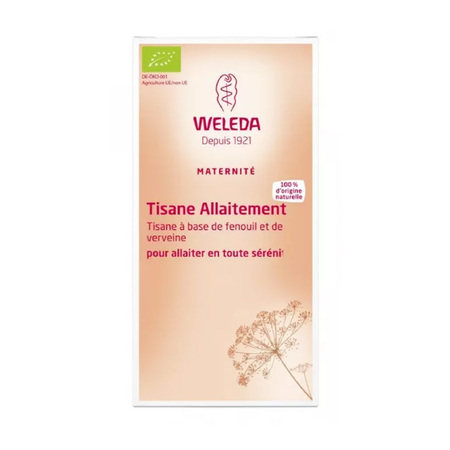 DE-ÖKO-001
Agriculture UE/non UE
WELEDA
Depuis 1921
MATERNITÉ
100 %
d'origine
naturelle
Tisane Allaitement
Tisane à base de fenouil et de
verveine
pour allaiter en toute séréni